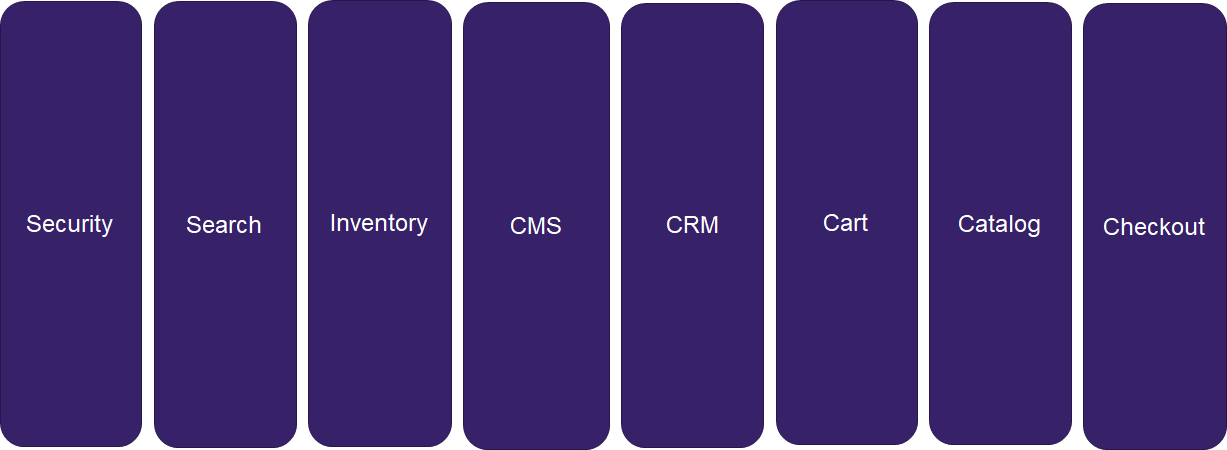 Security
Search
Inventory
CMS
CRM
Cart
Catalog
Checkout